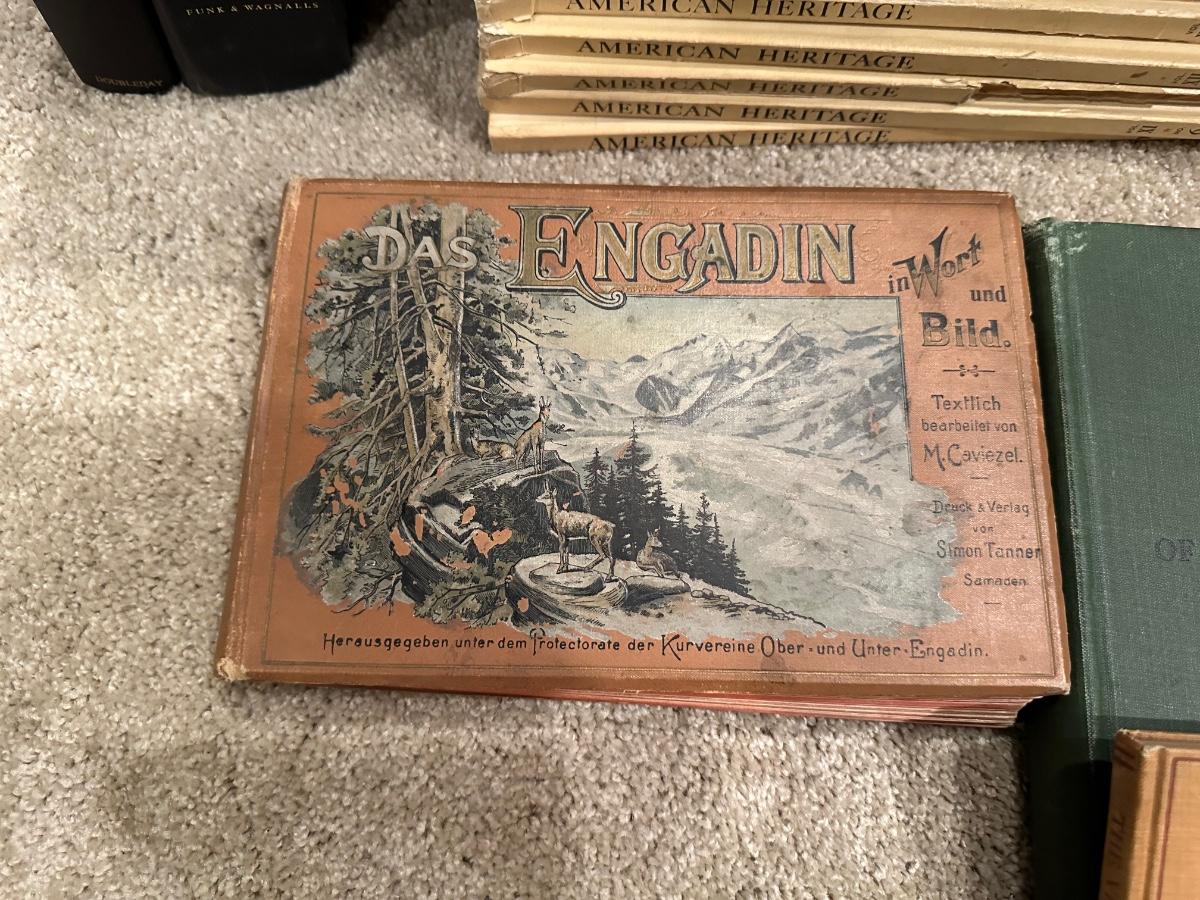 FUNK & WAGNALLS
DOUBLEDAY
AMERICAN HERITAGE
AMERICAN HERITAGE
AMERICAN HERITAGE
AMERICAN HERITAGE
AMERICAN HERITAGE
DAS ENGADIN
in Wort
und
Bild.
Textlich
bearbeitet von
M. Caviezel.
Druck & Verlag
von
Simon Tanner
Samaden
Herausgegeben unter dem Protectorate der Kurvereine Ober- und Unter-Engadin.
OF